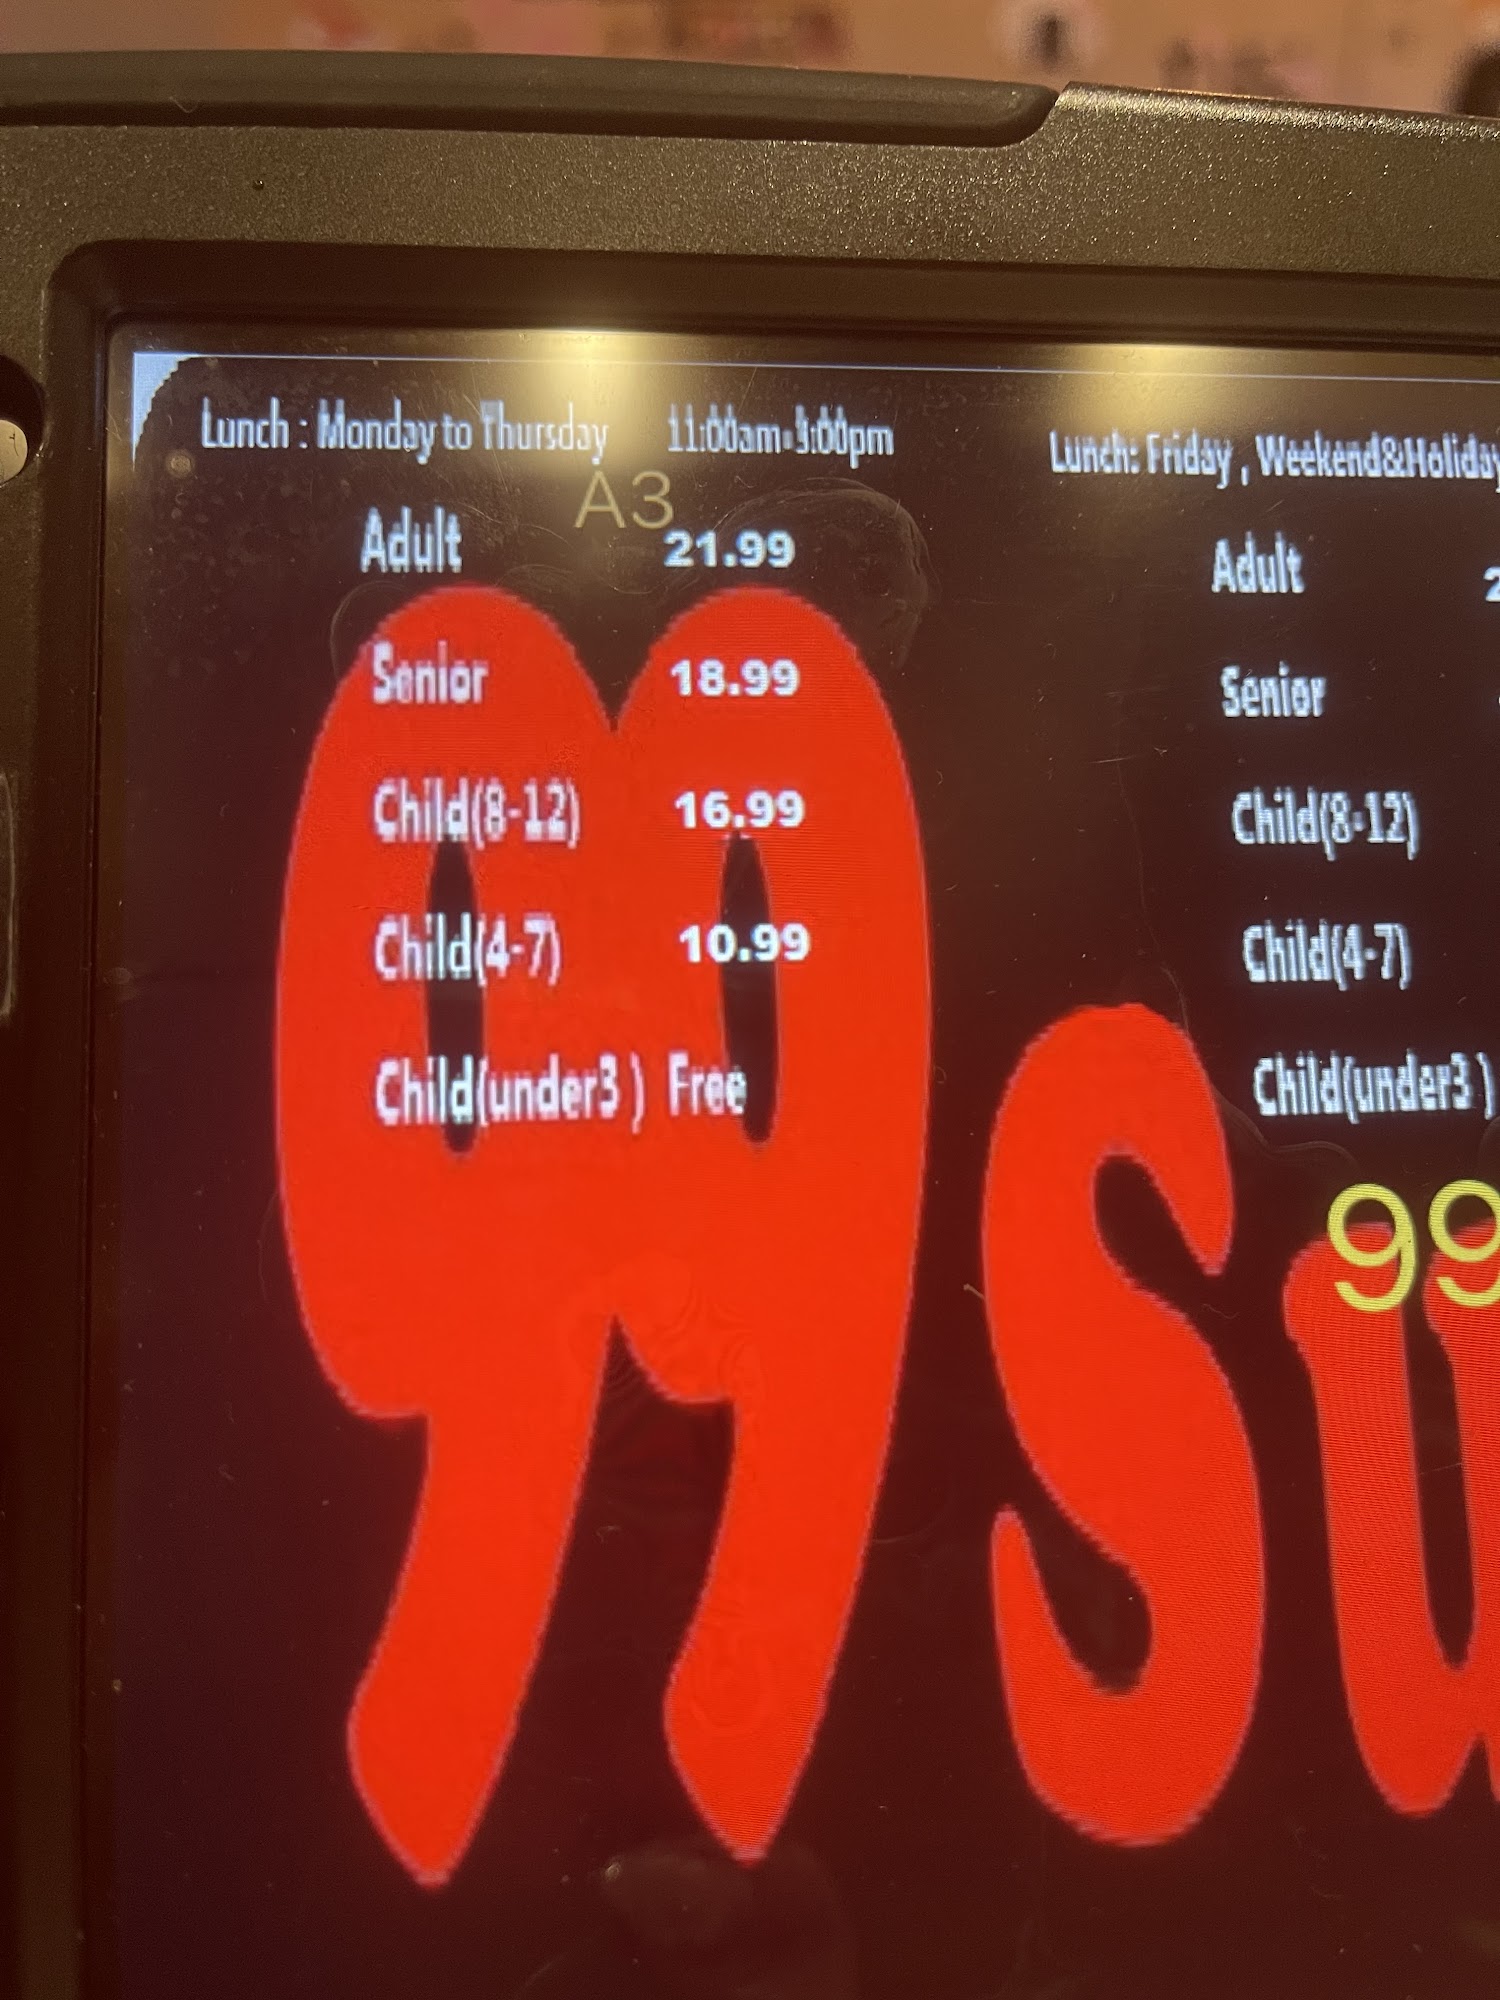 Lunch : Monday to Thursday 11:00am-3:00pm
A3
Adult 21.99
Senior 18.99
Child(8-12) 16.99
Child(4-7) 10.99
Child(under3 ) Free
Lunch: Friday , Weekend&Holiday
Adult
Senior
Child(8-12)
Child(4-7)
Child(under3 )
99
99 su